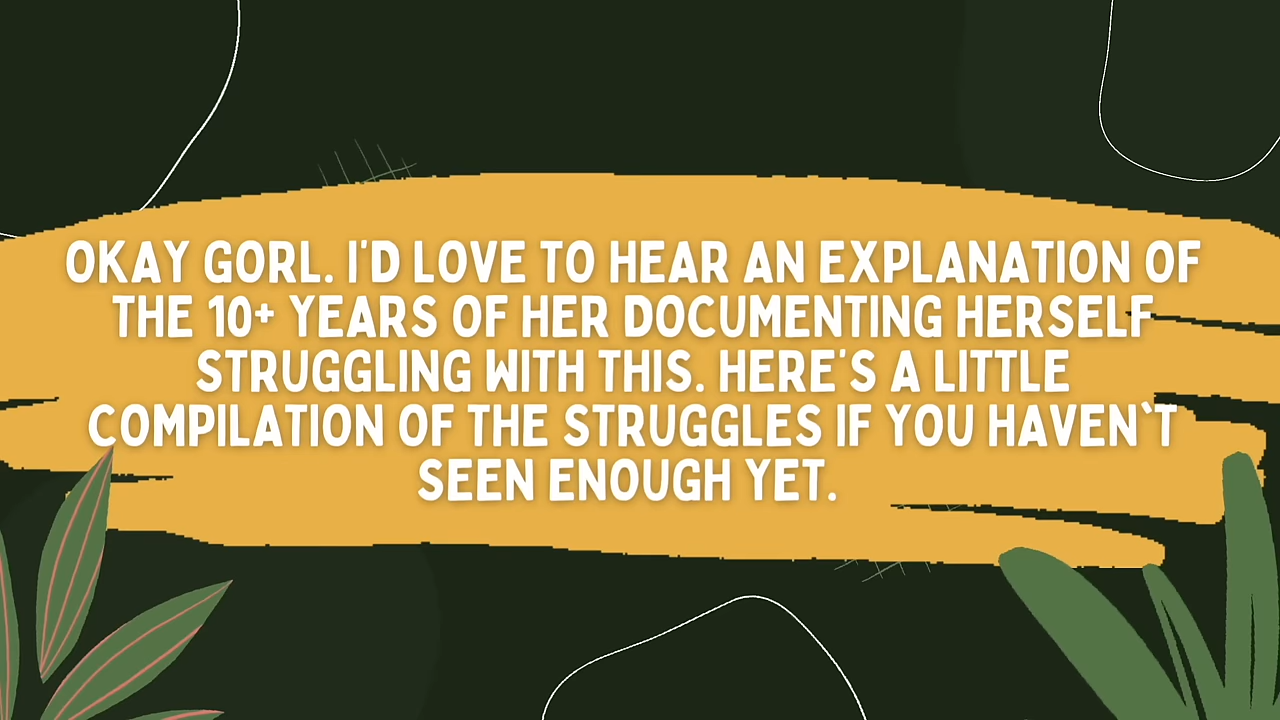 OKAY GORL. I'D LOVE TO HEAR AN EXPLANATION OF
THE 10+ YEARS OF HER DOCUMENTING HERSELF
STRUGGLING WITH THIS. HERE'S A LITTLE
COMPILATION OF THE STRUGGLES IF YOU HAVEN`T
SEEN ENOUGH YET.